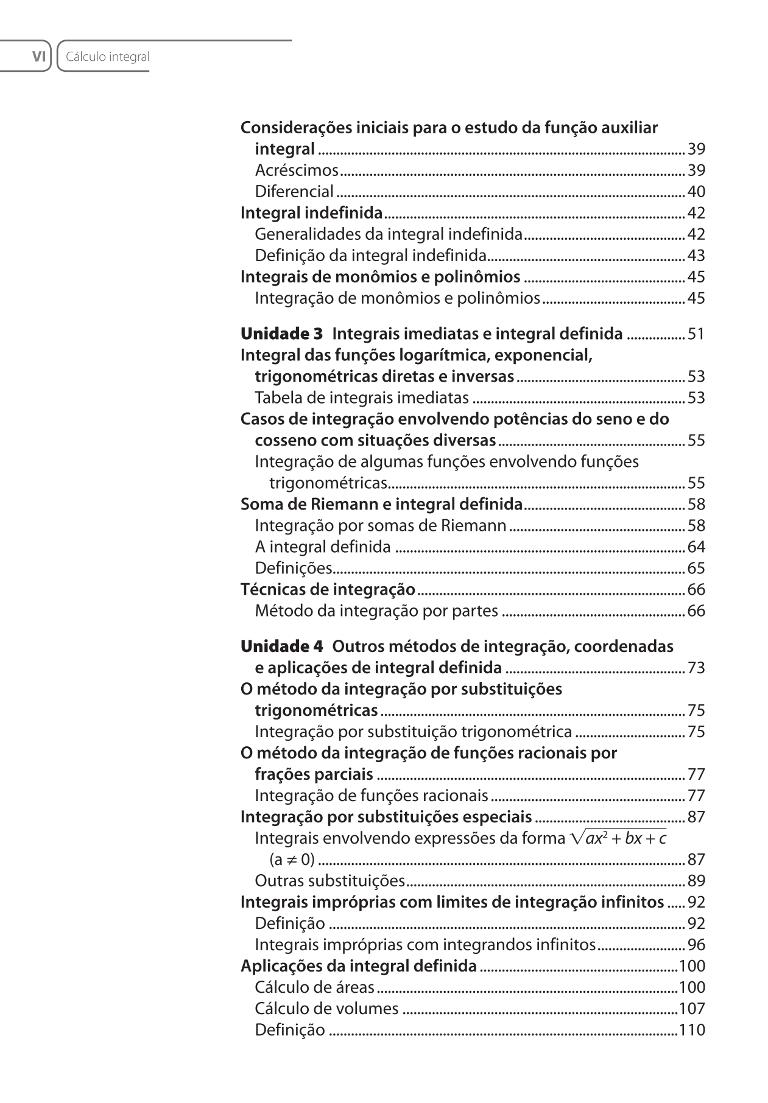 VI Cálculo integral
Considerações iniciais para o estudo da função auxiliar
integral ........ 39
Acréscimos ........ 39
Diferencial ........ 40
Integral indefinida ........ 42
Generalidades da integral indefinida ........ 42
Definição da integral indefinida ........ 43
Integrais de monômios e polinômios ........ 45
Integração de monômios e polinômios ........ 45
Unidade 3 Integrais imediatas e integral definida ........ 51
Integral das funções logarítmica, exponencial,
trigonométricas diretas e inversas ........ 53
Tabela de integrais imediatas ........ 53
Casos de integração envolvendo potências do seno e do
cosseno com situações diversas ........ 55
Integração de algumas funções envolvendo funções
trigonométricas ........ 55
Soma de Riemann e integral definida ........ 58
Integração por somas de Riemann ........ 58
A integral definida ........ 64
Definições ........ 65
Técnicas de integração ........ 66
Método da integração por partes ........ 66
Unidade 4 Outros métodos de integração, coordenadas
e aplicações de integral definida ........ 73
O método da integração por substituições
trigonométricas ........ 75
Integração por substituição trigonométrica ........ 75
O método da integração de funções racionais por
frações parciais ........ 77
Integração de funções racionais ........ 77
Integração por substituições especiais ........ 87
Integrais envolvendo expressões da forma √ax² + bx + c
(a ≠ 0) ........ 87
Outras substituições ........ 89
Integrais impróprias com limites de integração infinitos ..... 92
Definição ........ 92
Integrais impróprias com integrandos infinitos ........ 96
Aplicações da integral definida ........ 100
Cálculo de áreas ........ 100
Cálculo de volumes ........ 107
Definição ........ 110